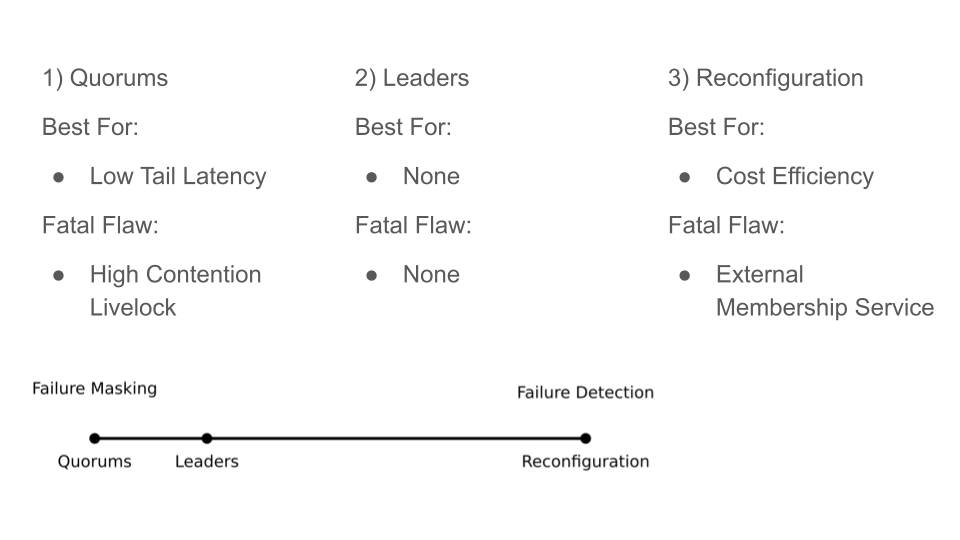 1) Quorums
Best For:
● Low Tail Latency
Fatal Flaw:
● High Contention
Livelock
2) Leaders
Best For:
● None
Fatal Flaw:
● None
3) Reconfiguration
Best For:
● Cost Efficiency
Fatal Flaw:
● External
Membership Service
Failure Masking
Failure Detection
Quorums
Leaders
Reconfiguration